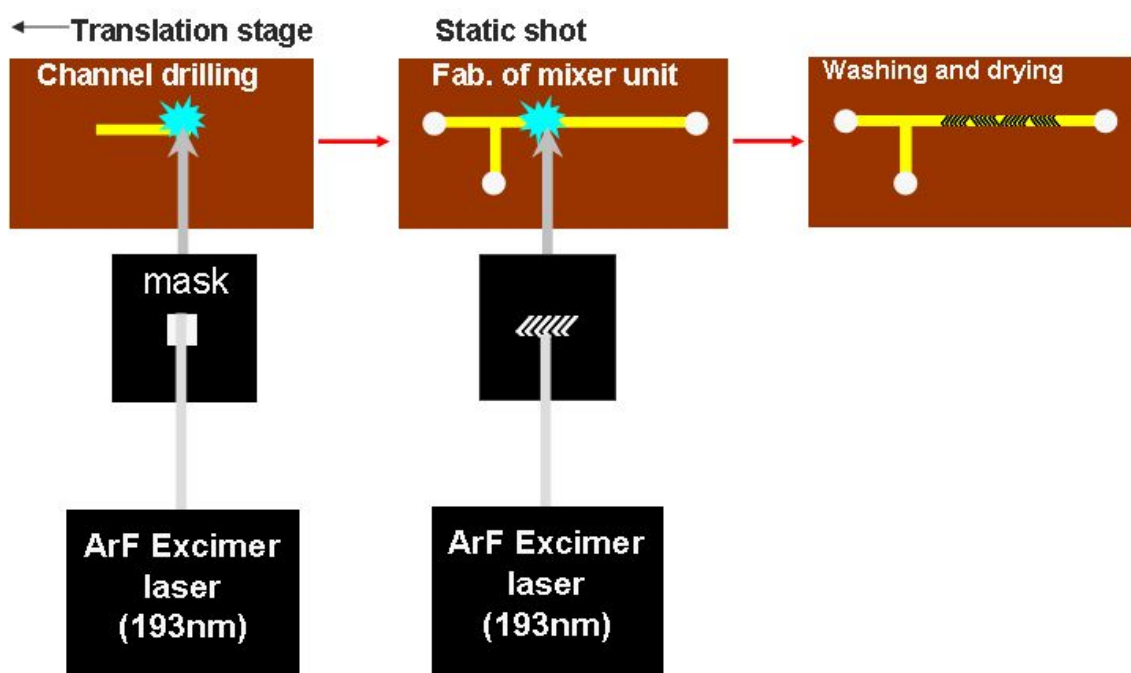 Translation stage
Static shot
Channel drilling
Fab. of mixer unit
Washing and drying
mask
ArF Excimer
laser
(193nm)
ArF Excimer
laser
(193nm)